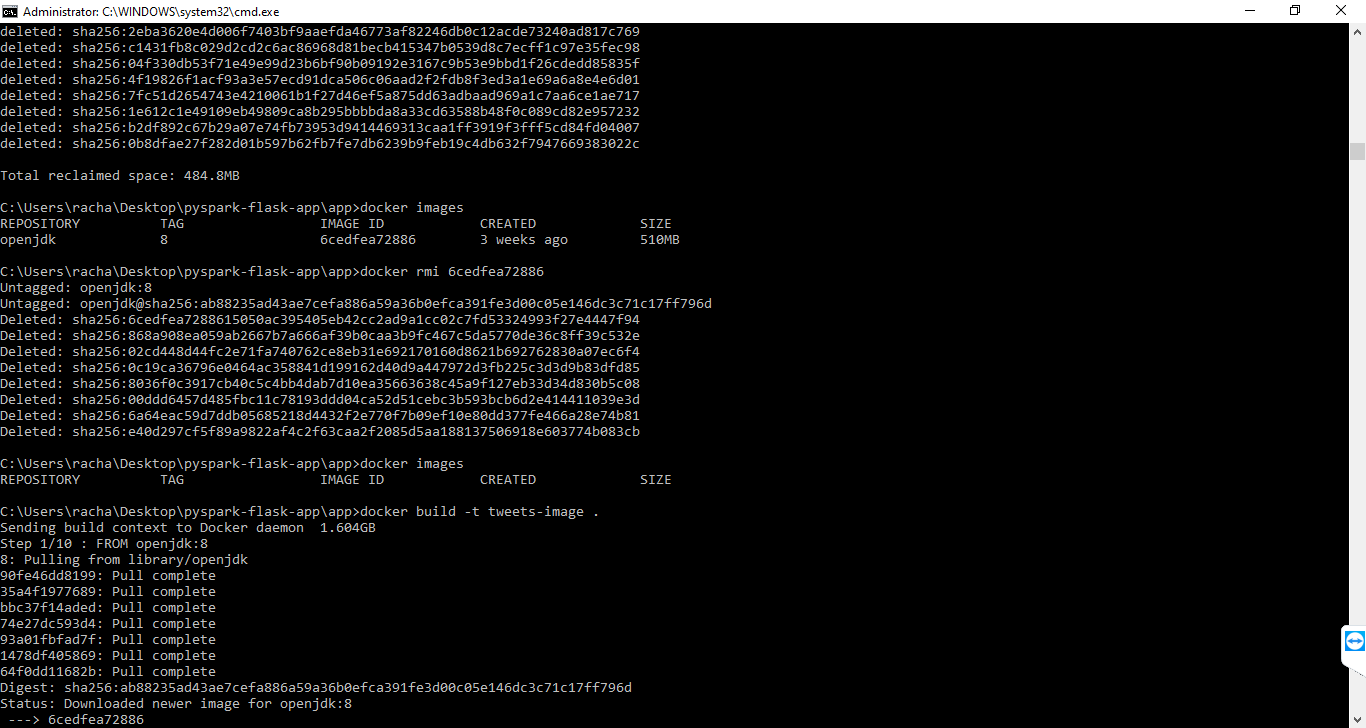 Administrator: C:\WINDOWS\system32\cmd.exe
deleted: sha256:2eba3620e4d006f7403bf9aaefda46773af82246db0c12acde73240ad817c769
deleted: sha256:c1431fb8c029d2cd2c6ac86968d81becb415347b0539d8c7ecff1c97e35fec98
deleted: sha256:04f330db53f71e49e99d23b6bf90b09192e3167c9b53e9bbd1f26cdedd85835f
deleted: sha256:4f19826f1acf93a3e57ecd91dca506c06aad2f2fdb8f3ed3a1e69a6a8e4e6d01
deleted: sha256:7fc51d2654743e4210061b1f27d46ef5a875dd63adbaad969a1c7aa6ce1ae717
deleted: sha256:1e612c1e49109eb49809ca8b295bbbbda8a33cd63588b48f0c089cd82e957232
deleted: sha256:b2df892c67b29a07e74fb73953d9414469313caa1ff3919f3fff5cd84fd04007
deleted: sha256:0b8dfae27f282d01b597b62fb7fe7db6239b9feb19c4db632f7947669383022c
Total reclaimed space: 484.8MB
C:\Users\racha\Desktop\pyspark-flask-app\app>docker images
REPOSITORY TAG IMAGE ID CREATED SIZE
openjdk 8 6cedfea72886 3 weeks ago 510MB
C:\Users\racha\Desktop\pyspark-flask-app\app>docker rmi 6cedfea72886
Untagged: openjdk:8
Untagged: openjdk@sha256:ab88235ad43ae7cefa886a59a36b0efca391fe3d00c05e146dc3c71c17ff796d
Deleted: sha256:6cedfea7288615050ac395405eb42cc2ad9a1cc02c7fd53324993f27e4447f94
Deleted: sha256:868a908ea059ab2667b7a666af39b0caa3b9fc467c5da5770de36c8ff39c532e
Deleted: sha256:02cd448d44fc2e71fa740762ce8eb31e692170160d8621b692762830a07ec6f4
Deleted: sha256:0c19ca36796e0464ac358841d199162d40d9a447972d3fb225c3d3d9b83dfd85
Deleted: sha256:8036f0c3917cb40c5c4bb4dab7d10ea35663638c45a9f127eb33d34d830b5c08
Deleted: sha256:00ddd6457d485fbc11c78193ddd04ca52d51cebc3b593bcb6d2e414411039e3d
Deleted: sha256:6a64eac59d7ddb05685218d4432f2e770f7b09ef10e80dd377fe466a28e74b81
Deleted: sha256:e40d297cf5f89a9822af4c2f63caa2f2085d5aa188137506918e603774b083cb
C:\Users\racha\Desktop\pyspark-flask-app\app>docker images
REPOSITORY TAG IMAGE ID CREATED SIZE
C:\Users\racha\Desktop\pyspark-flask-app\app>docker build -t tweets-image .
Sending build context to Docker daemon 1.604GB
Step 1/10 : FROM openjdk:8
8: Pulling from library/openjdk
90fe46dd8199: Pull complete
35a4f1977689: Pull complete
bbc37f14aded: Pull complete
74e27dc593d4: Pull complete
93a01fbfad7f: Pull complete
1478df405869: Pull complete
64f0dd11682b: Pull complete
Digest: sha256:ab88235ad43ae7cefa886a59a36b0efca391fe3d00c05e146dc3c71c17ff796d
Status: Downloaded newer image for openjdk:8
---> 6cedfea72886